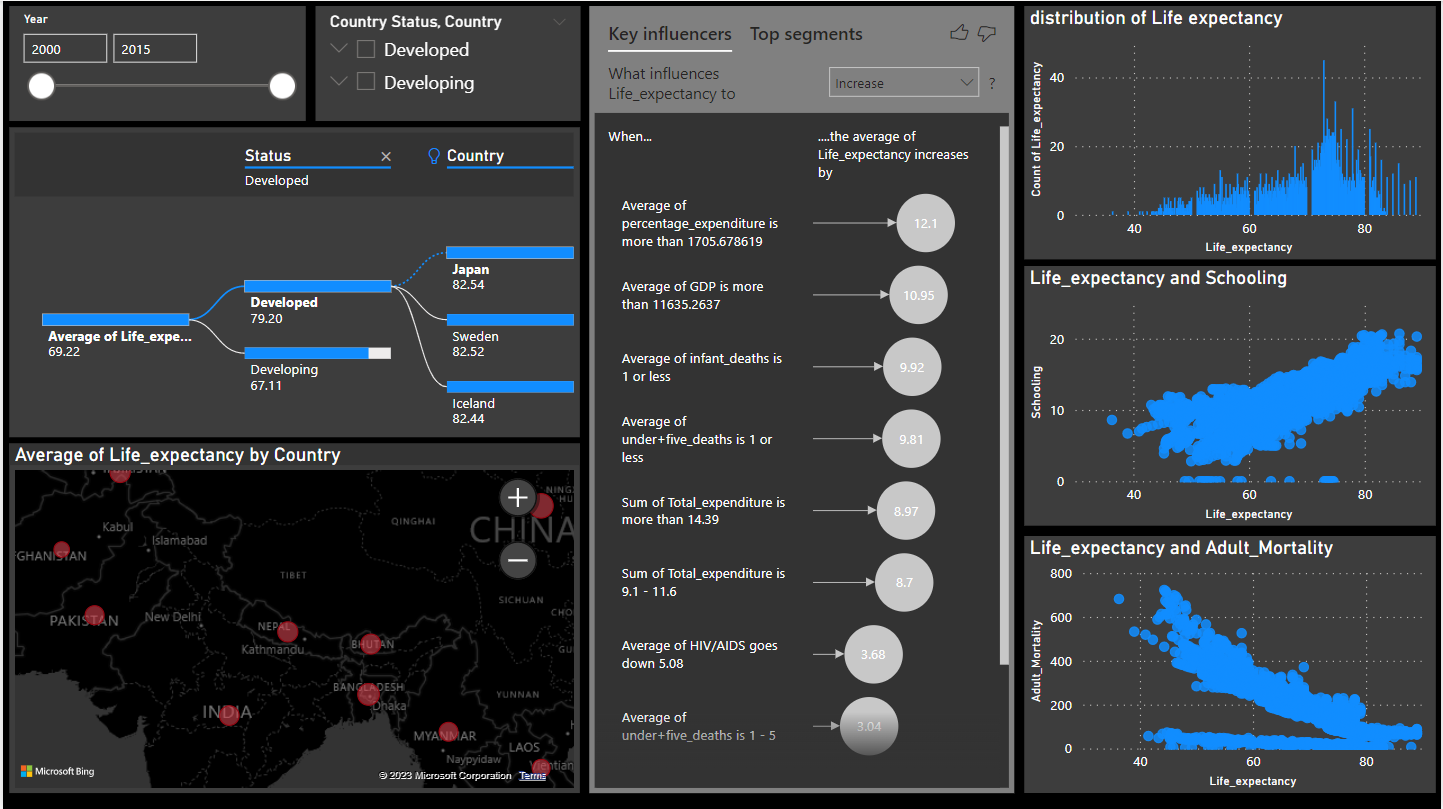 Year
2000
2015
Country Status, Country
Developed
Developing
Status
Developed
Country
Average of Life_expe...
69.22
Developed
79.20
Developing
67.11
Japan
82.54
Sweden
82.52
Iceland
82.44
Average of Life_expectancy by Country
Kabul
Islamabad
GHANISTAN
PAKISTAN
New Delhi
NEPAL
Kathmandu
BHUTAN
BANGLADESH
Dhaka
INDIA
MYANMAR
Naypyidaw
LAOS
Vientian
TIBET
QINGHAI
CHINA
NING
HU
SICHUAN
CHO
GU
YUNNAN
Microsoft Bing
© 2023 Microsoft Corporation Terms
+
−
Key influencers
Top segments
What influences
Life_expectancy to
Increase
?
When...
....the average of
Life_expectancy increases
by
Average of
percentage_expenditure is
more than 1705.678619
12.1
Average of GDP is more
than 11635.2637
10.95
Average of infant_deaths is
1 or less
9.92
Average of
under+five_deaths is 1 or
less
9.81
Sum of Total_expenditure is
more than 14.39
8.97
Sum of Total_expenditure is
9.1 - 11.6
8.7
Average of HIV/AIDS goes
down 5.08
3.68
Average of
under+five_deaths is 1 - 5
3.04
distribution of Life expectancy
Count of Life_expectancy
40
20
0
40
60
80
Life_expectancy
Life_expectancy and Schooling
Schooling
20
10
0
40
60
80
Life_expectancy
Life_expectancy and Adult_Mortality
Adult_Mortality
800
600
400
200
0
40
60
80
Life_expectancy